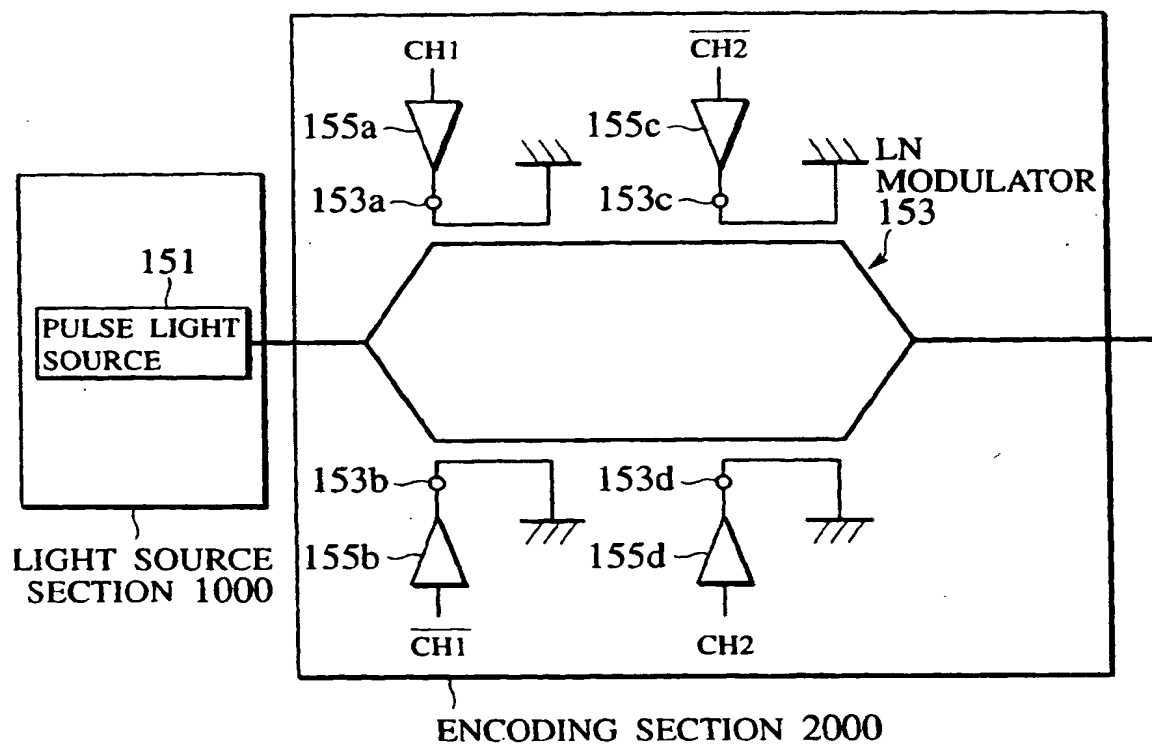 CH1
CH2
155a
155c
LN
MODULATOR
153
153a
153c
151
PULSE LIGHT
SOURCE
153b
153d
LIGHT SOURCE
SECTION 1000
155b
155d
CH1
CH2
ENCODING SECTION 2000